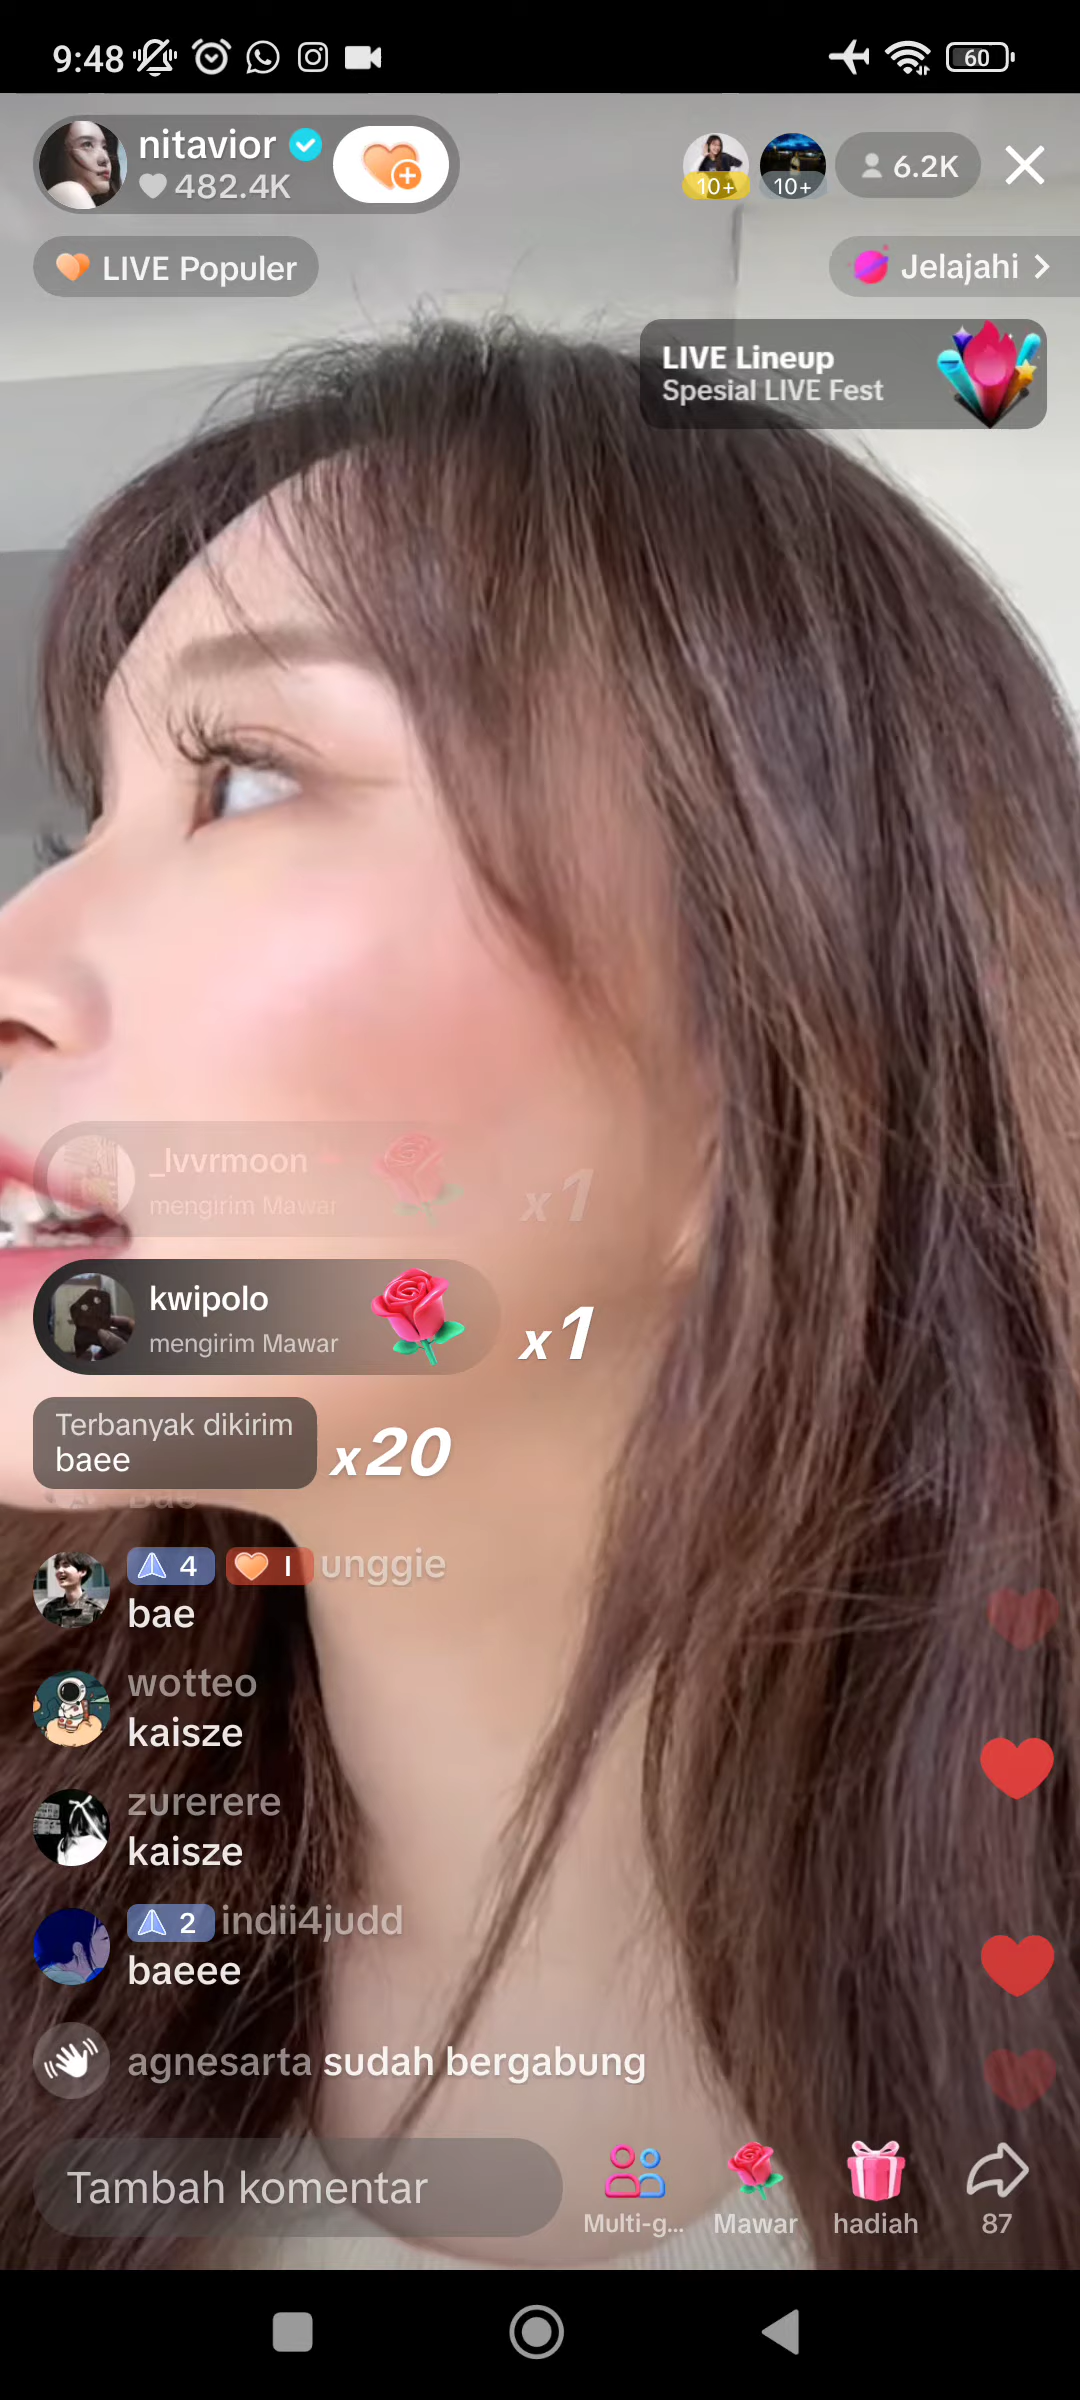 9:48
60
nitavior
482.4K
10+
10+
6.2K
LIVE Populer
Jelajahi
LIVE Lineup
Spesial LIVE Fest
_lvvrmoon
mengirim Mawar
x1
kwipolo
mengirim Mawar
x1
Terbanyak dikirim
baee
x20
Bae
4
I
unggie
bae
wotteo
kaisze
zurerere
kaisze
2
indii4judd
baeee
agnesarta sudah bergabung
Tambah komentar
Multi-g...
Mawar
hadiah
87